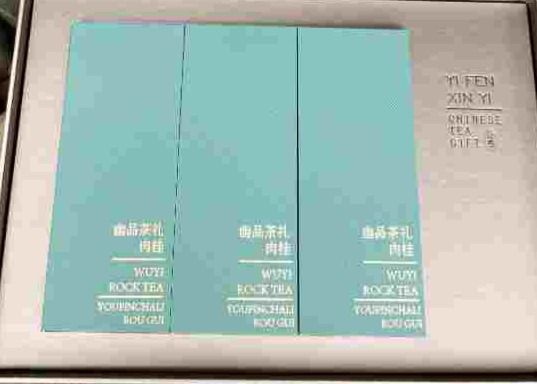 YI FEN
XIN YI
CHINESE
TEA
GIFT
幽品茶礼
肉桂
WUYI
ROCK TEA
YOUPINCHALI
ROU GUI
幽品茶礼
肉桂
WUYI
ROCK TEA
YOUPINCHALI
ROU GUI
幽品茶礼
肉桂
WUYI
ROCK TEA
YOUPINCHALI
ROU GUI